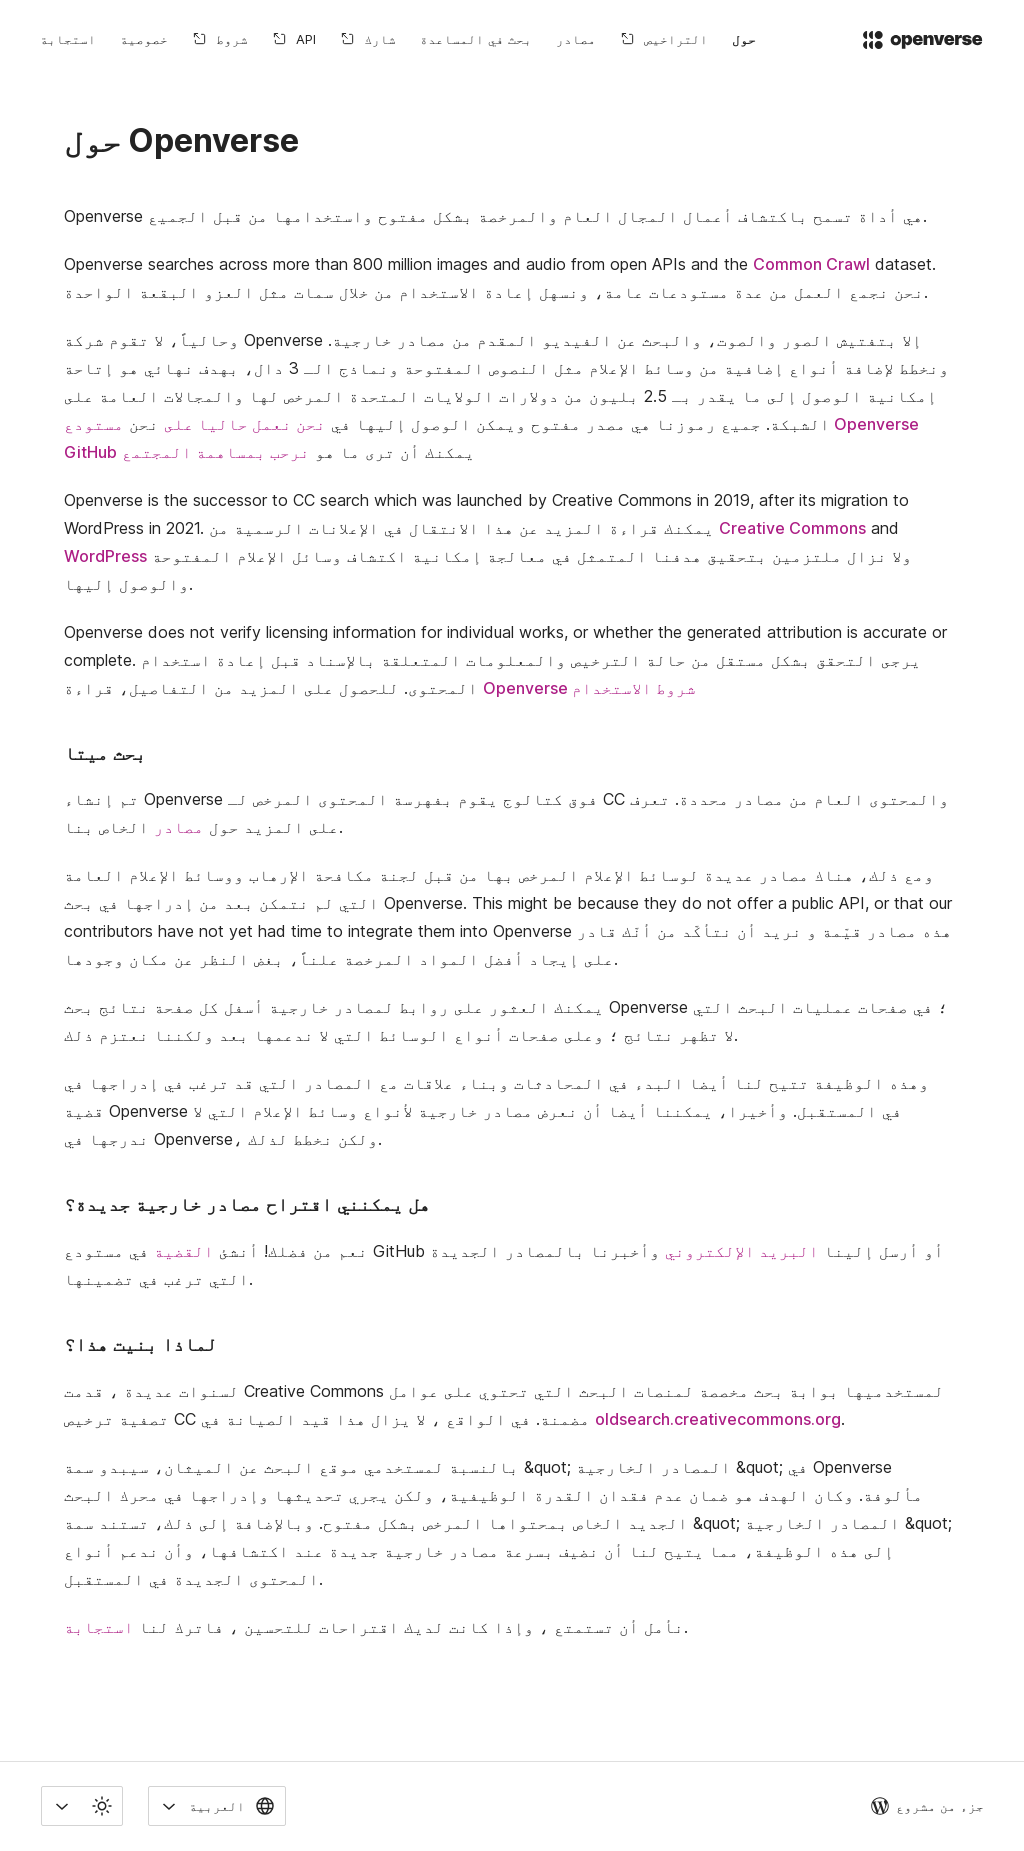 openverse
حول
التراخيص
مصادر
بحث في المساعدة
شارك
API
شروط
خصوصية
استجابة
حول Openverse
Openverse هي أداة تسمح باكتشاف أعمال المجال العام والمرخصة بشكل مفتوح واستخدامها من قبل الجميع.
Openverse searches across more than 800 million images and audio from open APIs and the Common Crawl dataset.
نحن نجمع العمل من عدة مستودعات عامة، ونسهل إعادة الاستخدام من خلال سمات مثل العزو البقعة الواحدة.
وحالياً، لا تقوم شركة Openverse إلا بتفتيش الصور والصوت، والبحث عن الفيديو المقدم من مصادر خارجية.
ونخطط لإضافة أنواع إضافية من وسائط الإعلام مثل النصوص المفتوحة ونماذج الـ 3 دال، بهدف نهائي هو إتاحة
إمكانية الوصول إلى ما يقدر بـ 2.5 بليون من دولارات الولايات المتحدة المرخص لها والمجالات العامة على
الشبكة. جميع رموزنا هي مصدر مفتوح ويمكن الوصول إليها في نحن نعمل حاليا على نحن مستودع Openverse
GitHub نرحب بمساهمة المجتمع يمكنك أن ترى ما هو
Openverse is the successor to CC search which was launched by Creative Commons in 2019, after its migration to
WordPress in 2021. يمكنك قراءة المزيد عن هذا الانتقال في الإعلانات الرسمية من Creative Commons and
WordPress ولا نزال ملتزمين بتحقيق هدفنا المتمثل في معالجة إمكانية اكتشاف وسائل الإعلام المفتوحة
والوصول إليها.
Openverse does not verify licensing information for individual works, or whether the generated attribution is accurate or
complete. يرجى التحقق بشكل مستقل من حالة الترخيص والمعلومات المتعلقة بالإسناد قبل إعادة استخدام
المحتوى. للحصول على المزيد من التفاصيل، قراءة شروط الاستخدام Openverse
بحث ميتا
تم إنشاء Openverse فوق كتالوج يقوم بفهرسة المحتوى المرخص لـ CC والمحتوى العام من مصادر محددة. تعرف
على المزيد حول مصادر الخاص بنا.
ومع ذلك، هناك مصادر عديدة لوسائط الإعلام المرخص بها من قبل لجنة مكافحة الإرهاب ووسائط الإعلام العامة
التي لم نتمكن بعد من إدراجها في بحث Openverse. This might be because they do not offer a public API, or that our
contributors have not yet had time to integrate them into Openverse هذه مصادر قيّمة و نريد أن نتأكّد من أنّك قادر
على إيجاد أفضل المواد المرخصة علناً، بغض النظر عن مكان وجودها.
يمكنك العثور على روابط لمصادر خارجية أسفل كل صفحة نتائج بحث Openverse ؛ في صفحات عمليات البحث التي
لا تظهر نتائج ؛ وعلى صفحات أنواع الوسائط التي لا ندعمها بعد ولكننا نعتزم ذلك.
وهذه الوظيفة تتيح لنا أيضا البدء في المحادثات وبناء علاقات مع المصادر التي قد ترغب في إدراجها في
قضية Openverse في المستقبل. وأخيرا، يمكننا أيضا أن نعرض مصادر خارجية لأنواع وسائط الإعلام التي لا
ندرجها في Openverse، ولكن نخطط لذلك.
هل يمكنني اقتراح مصادر خارجية جديدة؟
نعم من فضلك! أنشئ القضية في مستودع GitHub أو أرسل إلينا البريد الإلكتروني وأخبرنا بالمصادر الجديدة
التي ترغب في تضمينها.
لماذا بنيت هذا؟
لسنوات عديدة ، قدمت Creative Commons لمستخدميها بوابة بحث مخصصة لمنصات البحث التي تحتوي على عوامل
تصفية ترخيص CC مضمنة. في الواقع ، لا يزال هذا قيد الصيانة في oldsearch.creativecommons.org.
بالنسبة لمستخدمي موقع البحث عن الميثان، سيبدو سمة &quot; المصادر الخارجية &quot; في Openverse
مألوفة. وكان الهدف هو ضمان عدم فقدان القدرة الوظيفية، ولكن يجري تحديثها وإدراجها في محرك البحث
الجديد الخاص بمحتواها المرخص بشكل مفتوح. وبالإضافة إلى ذلك، تستند سمة &quot; المصادر الخارجية &quot;
إلى هذه الوظيفة، مما يتيح لنا أن نضيف بسرعة مصادر خارجية جديدة عند اكتشافها، وأن ندعم أنواع
المحتوى الجديدة في المستقبل.
نأمل أن تستمتع ، وإذا كانت لديك اقتراحات للتحسين ، فاترك لنا استجابة.
جزء من مشروع
العربية